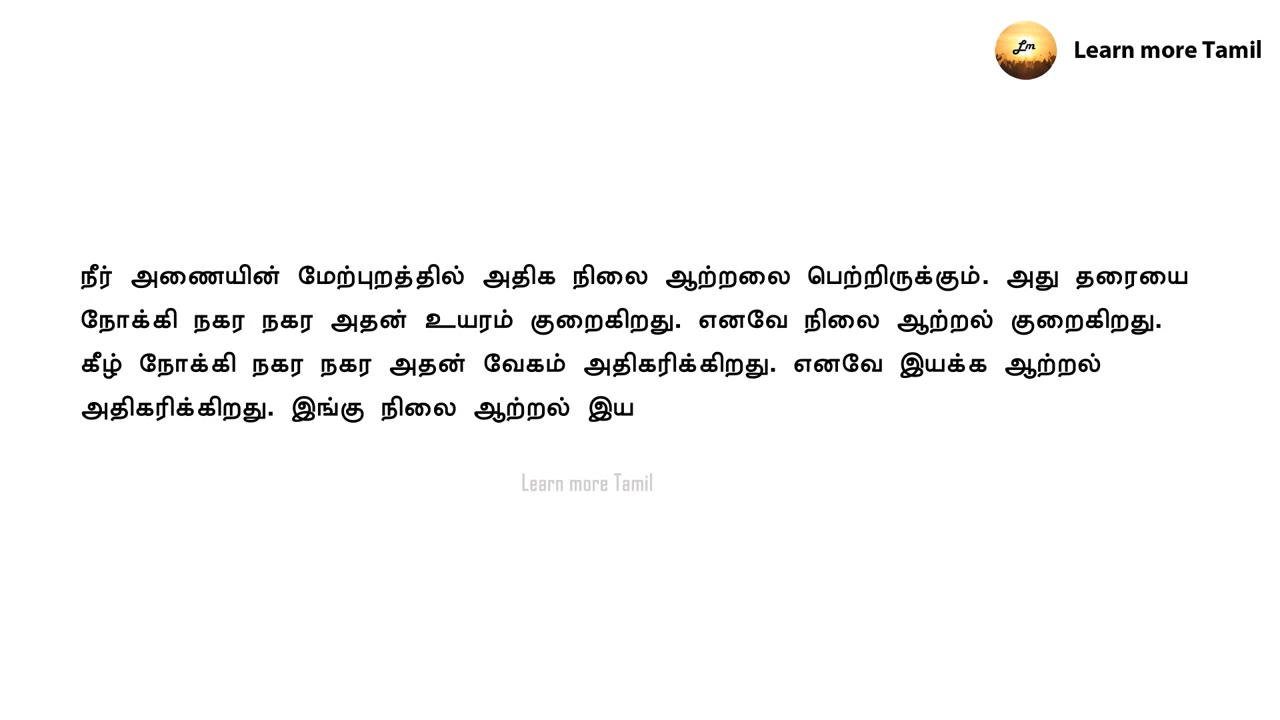 Lm
Learn more Tamil
நீர் அணையின் மேற்புறத்தில் அதிக நிலை ஆற்றலை பெற்றிருக்கும். அது தரையை
நோக்கி நகர நகர அதன் உயரம் குறைகிறது. எனவே நிலை ஆற்றல் குறைகிறது.
கீழ் நோக்கி நகர நகர அதன் வேகம் அதிகரிக்கிறது. எனவே இயக்க ஆற்றல்
அதிகரிக்கிறது. இங்கு நிலை ஆற்றல் இய
Learn more Tamil